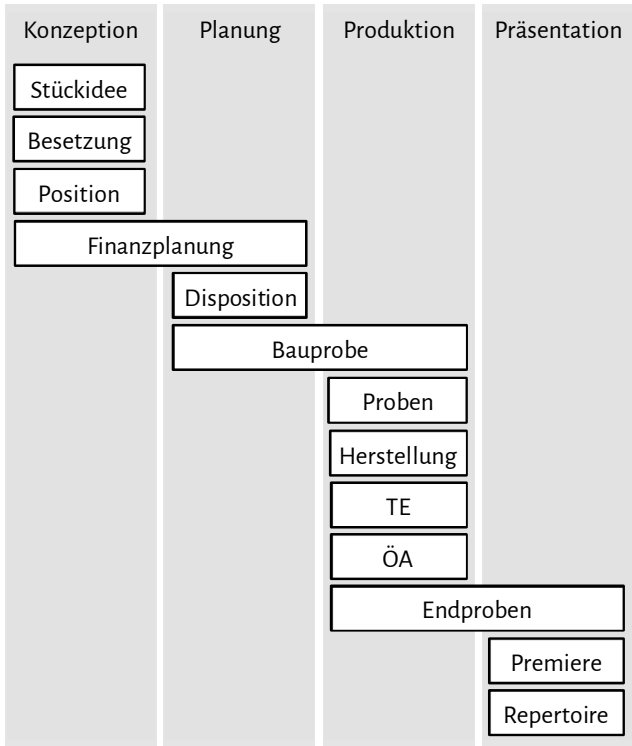 Konzeption Planung Produktion Präsentation
Stückidee
Besetzung
Position
Finanzplanung
Disposition
Bauprobe
Proben
Herstellung
TE
ÖA
Endproben
Premiere
Repertoire